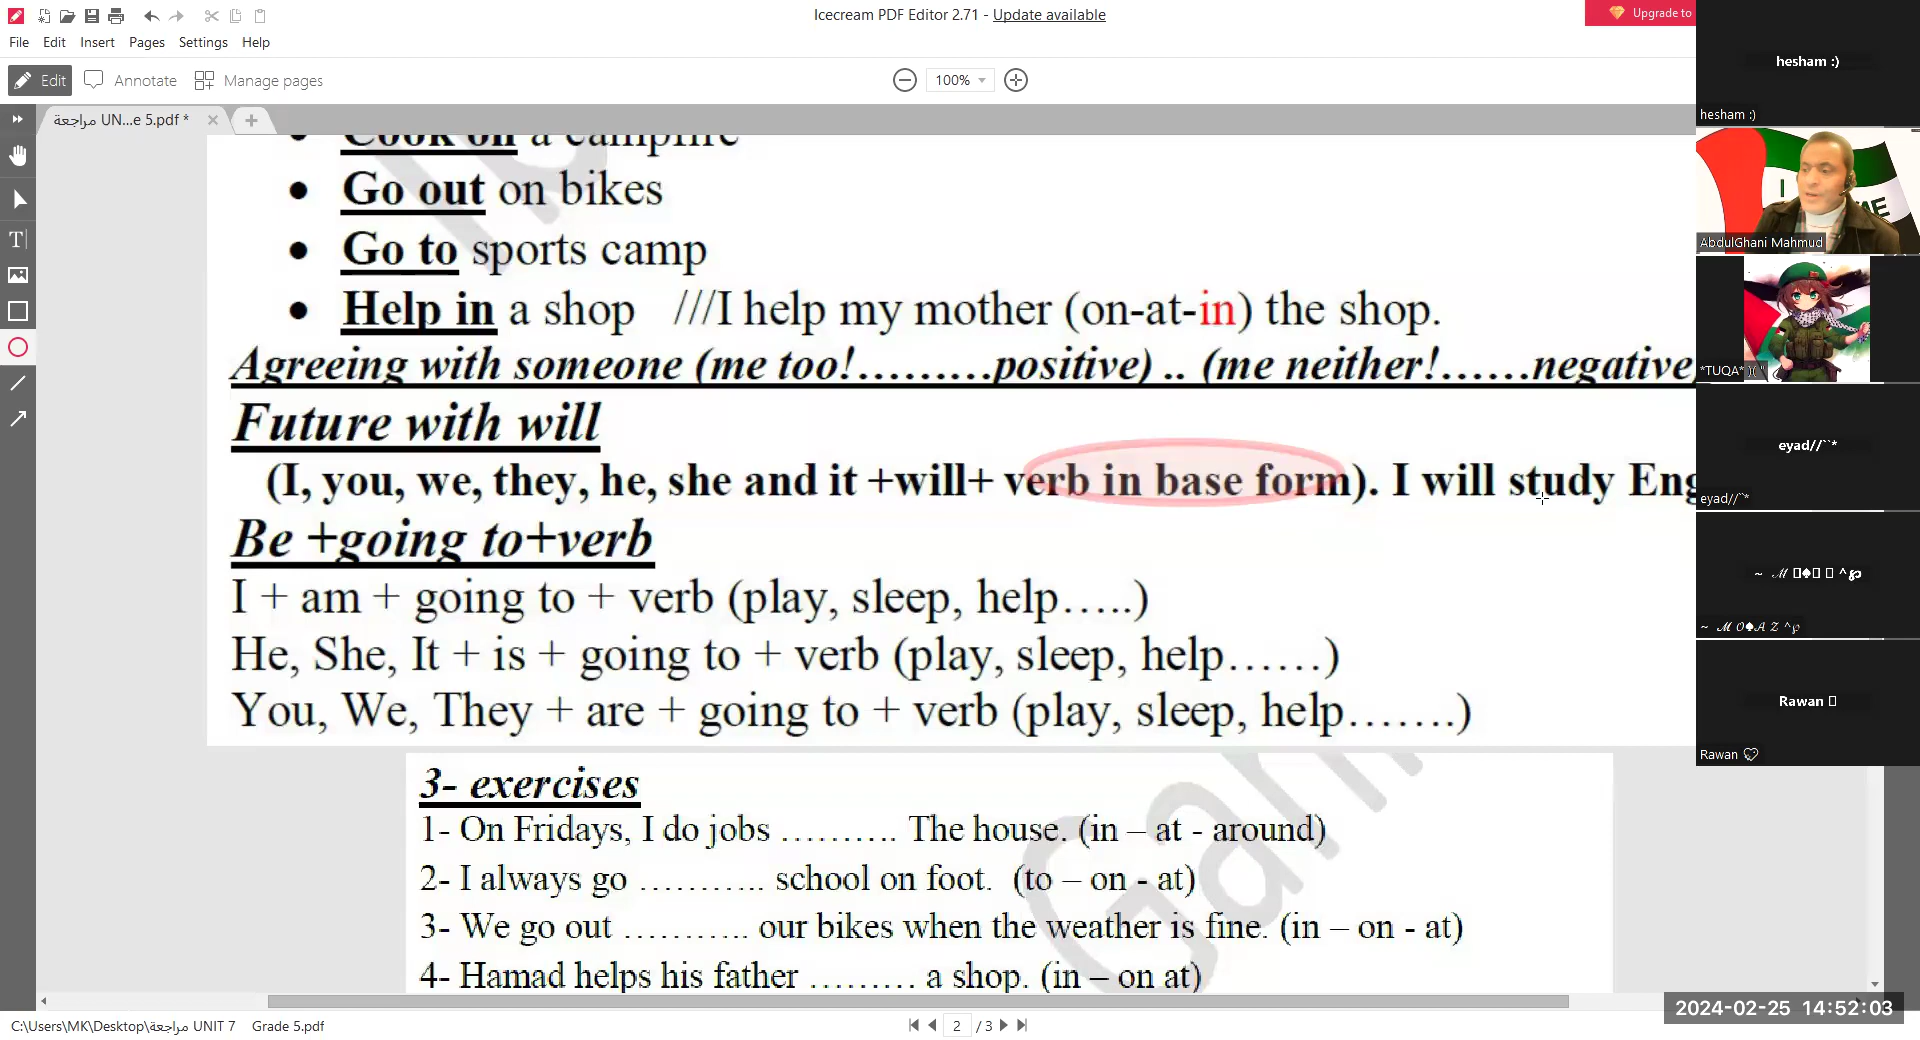 Icecream PDF Editor 2.71 - Update available
Upgrade to
File Edit Insert Pages Settings Help
Edit Annotate Manage pages
100%
مراجعة UN...e 5.pdf *
Cook on a campfire
• Go out on bikes
• Go to sports camp
• Help in a shop ///I help my mother (on-at-in) the shop.
Agreeing with someone (me too!.........positive) .. (me neither!......negative)
Future with will
(I, you, we, they, he, she and it +will+ verb in base form). I will study Eng
Be +going to+verb
I + am + going to + verb (play, sleep, help…..)
He, She, It + is + going to + verb (play, sleep, help……)
You, We, They + are + going to + verb (play, sleep, help…….)
3- exercises
1- On Fridays, I do jobs ………. The house. (in – at - around)
2- I always go ……….. school on foot. (to – on - at)
3- We go out ……….. our bikes when the weather is fine. (in – on - at)
4- Hamad helps his father ……… a shop. (in – on at)
C:\Users\MK\Desktop\مراجعة UNIT 7 Grade 5.pdf
2 / 3
hesham :)
hesham :)
AbdulGhani Mahmud
*TUQA*
eyad//``*
eyad//``*
~ M O♠A Z ^℘
Rawan
Rawan
2024-02-25 14:52:03